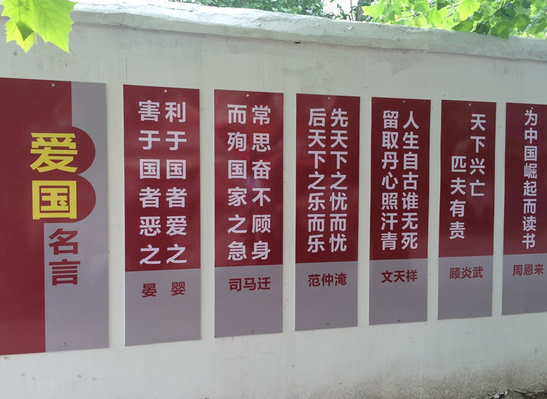 爱国
名言
利于国者爱之
害于国者恶之
晏婴
常思奋不顾身
而殉国家之急
司马迁
先天下之忧而忧
后天下之乐而乐
范仲淹
人生自古谁无死
留取丹心照汗青
文天祥
天下兴亡
匹夫有责
顾炎武
为中国崛起而读书
周恩来